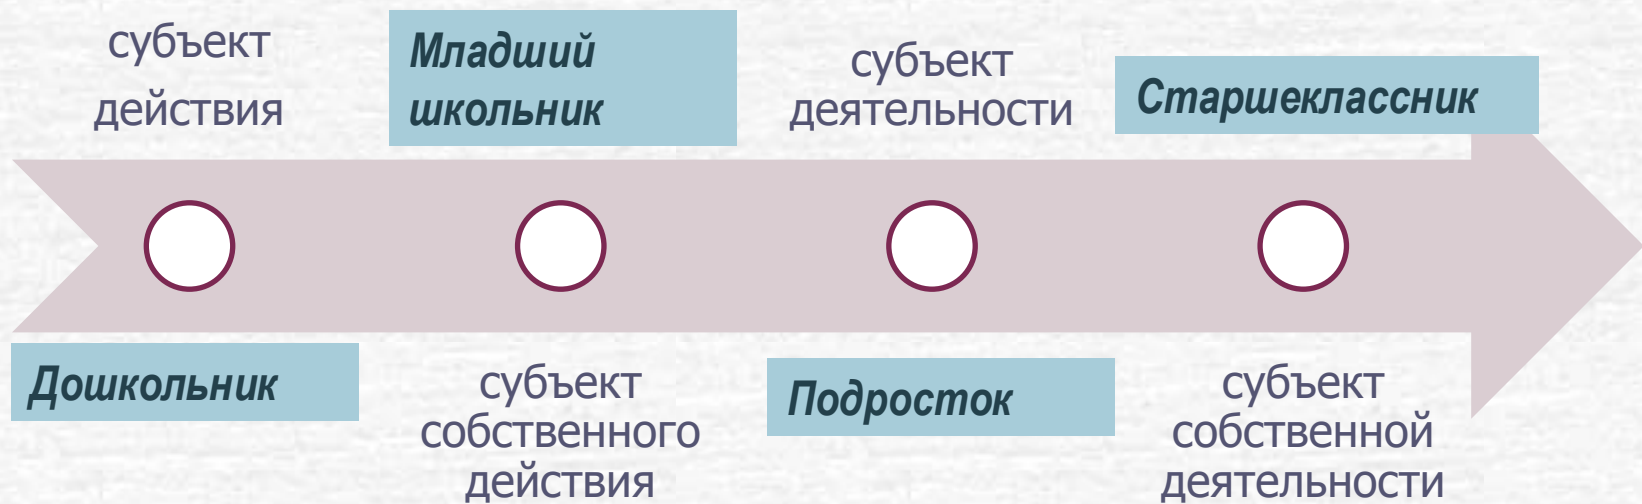 субъект
действия
Дошкольник
Младший
школьник
субъект
собственного
действия
субъект
деятельности
Подросток
Старшеклассник
субъект
собственной
деятельности